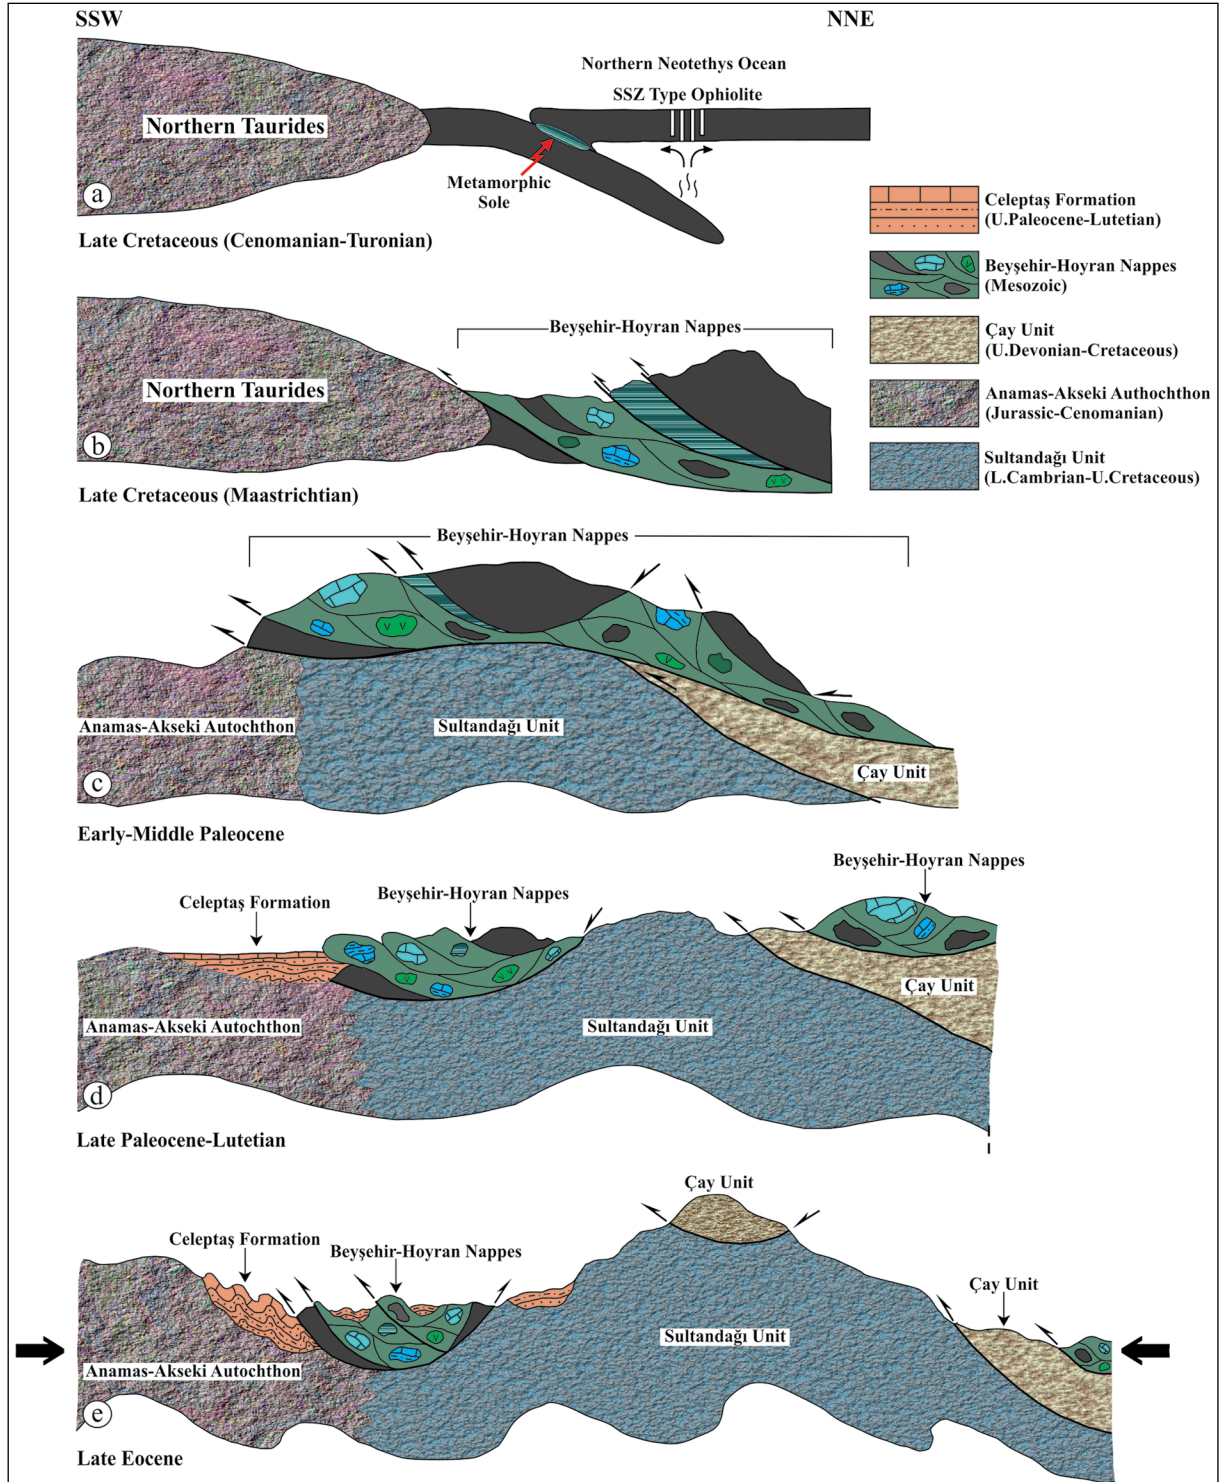 SSW
NNE
Northern Neotethys Ocean
SSZ Type Ophiolite
Northern Taurides
Metamorphic
Sole
a
Late Cretaceous (Cenomanian-Turonian)
Celeptaş Formation
(U.Paleocene-Lutetian)
Beyşehir-Hoyran Nappes
(Mesozoic)
Çay Unit
(U.Devonian-Cretaceous)
Anamas-Akseki Authochthon
(Jurassic-Cenomanian)
Sultandağı Unit
(L.Cambrian-U.Cretaceous)
Beyşehir-Hoyran Nappes
Northern Taurides
b
Late Cretaceous (Maastrichtian)
Beyşehir-Hoyran Nappes
Anamas-Akseki Autochthon
Sultandağı Unit
Çay Unit
c
Early-Middle Paleocene
Beyşehir-Hoyran Nappes
Celeptaş Formation
Beyşehir-Hoyran Nappes
Çay Unit
Anamas-Akseki Autochthon
Sultandağı Unit
d
Late Paleocene-Lutetian
Çay Unit
Celeptaş Formation
Beyşehir-Hoyran Nappes
Çay Unit
Sultandağı Unit
Anamas-Akseki Autochthon
e
Late Eocene